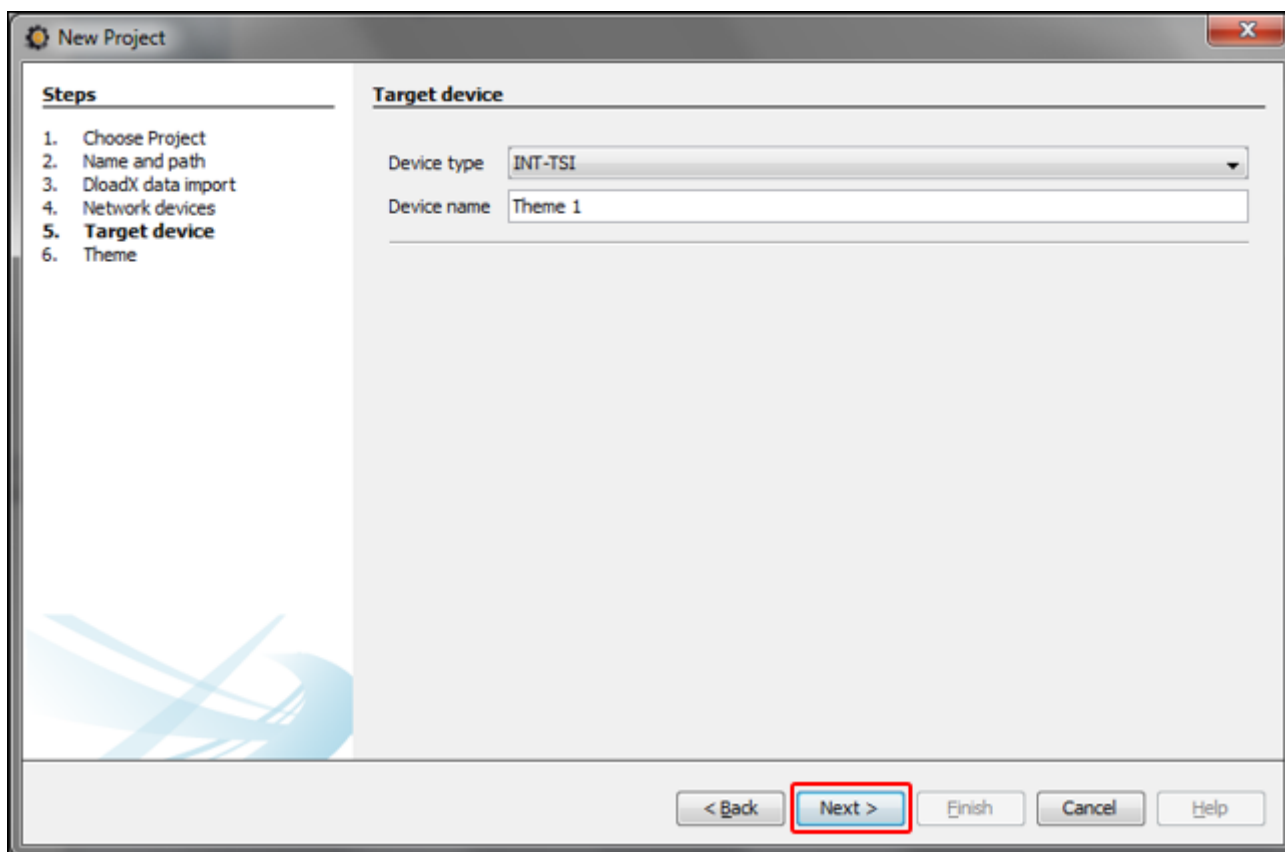 New Project
Steps
1. Choose Project
2. Name and path
3. DloadX data import
4. Network devices
5. Target device
6. Theme
Target device
Device type INT-TSI
Device name Theme 1
< Back Next > Finish Cancel Help